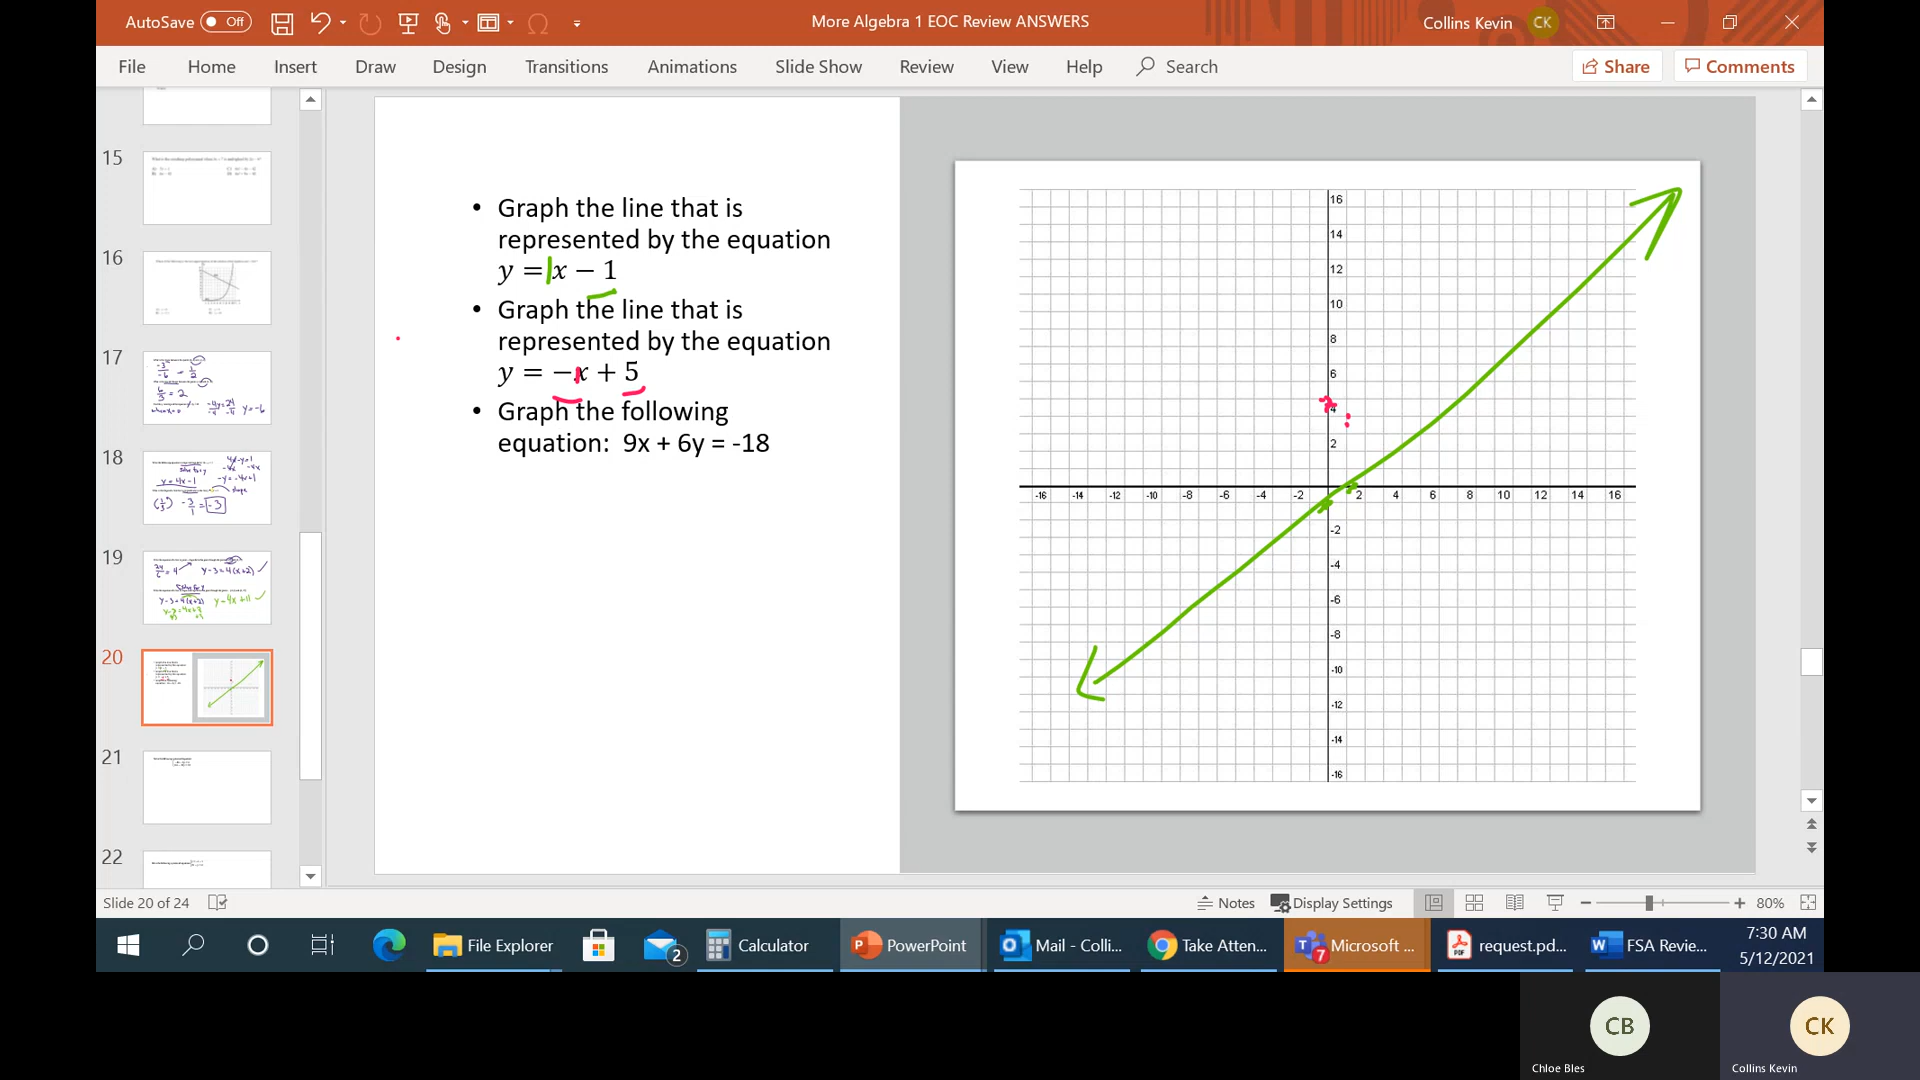 AutoSave Off
More Algebra 1 EOC Review ANSWERS
Collins Kevin CK
File Home Insert Draw Design Transitions Animations Slide Show Review View Help Search
Share Comments
15
16
17
18
19
20
21
22
• Graph the line that is
represented by the equation
y = 1x − 1
• Graph the line that is
represented by the equation
y = −x + 5
• Graph the following
equation: 9x + 6y = -18
16
14
12
10
8
6
4
2
-16 -14 -12 -10 -8 -6 -4 -2 2 4 6 8 10 12 14 16
-2
-4
-6
-8
-10
-12
-14
-16
Slide 20 of 24
Notes Display Settings 80%
File Explorer 2 Calculator PowerPoint Mail - Colli... Take Atten... 7 Microsoft ... request.pd... FSA Revie...
7:30 AM
5/12/2021
CB CK
Chloe Bles Collins Kevin